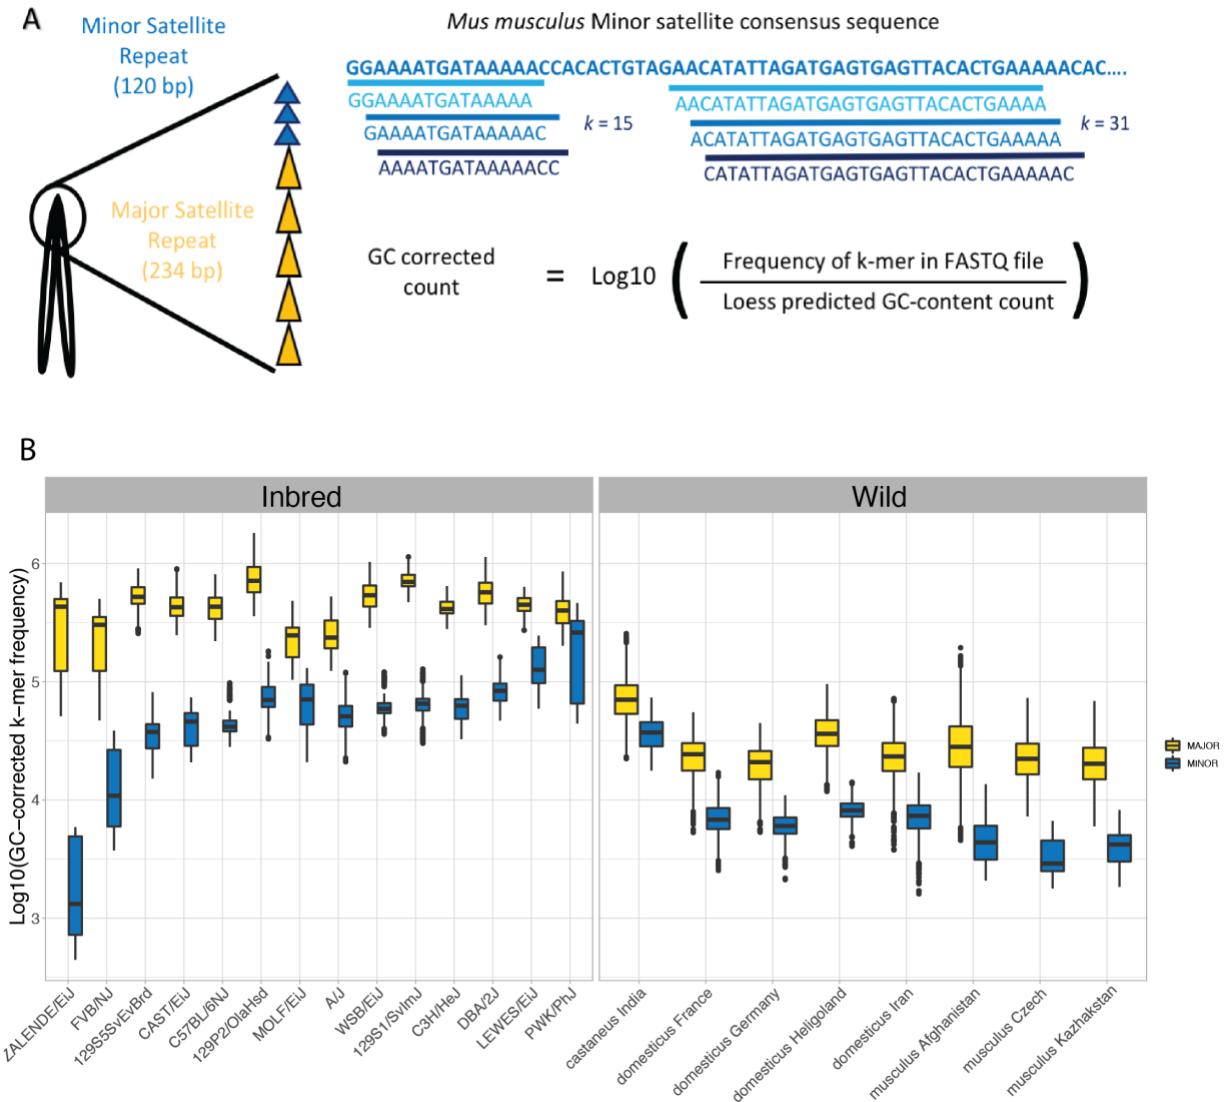 A
Minor Satellite
Repeat
(120 bp)
Major Satellite
Repeat
(234 bp)
Mus musculus Minor satellite consensus sequence
GGAAAATGATAAAAACCACACTGTAGAACATATTAGATGAGTGAGTTACACTGAAAAACAC....
GGAAAATGATAAAAA
GAAAATGATAAAAAC
AAAATGATAAAAACC
k = 15
AACATATTAGATGAGTGAGTTACACTGAAAA
ACATATTAGATGAGTGAGTTACACTGAAAAA
CATATTAGATGAGTGAGTTACACTGAAAAAC
k = 31
GC corrected
count
=
Log10
(
Frequency of k-mer in FASTQ file
Loess predicted GC-content count
)
B
Inbred
Wild
Log10(GC-corrected k-mer frequency)
6
5
4
3
ZALENDE/EiJ
FVB/NJ
129S5SvEvBrd
CAST/EiJ
C57BL/6NJ
129P2/OlaHsd
MOLF/EiJ
A/J
WSB/EiJ
129S1/SvImJ
C3H/HeJ
DBA/2J
LEWES/EiJ
PWK/PhJ
castaneus India
domesticus France
domesticus Germany
domesticus Heligoland
domesticus Iran
musculus Afghanistan
musculus Czech
musculus Kazhakstan
MAJOR
MINOR